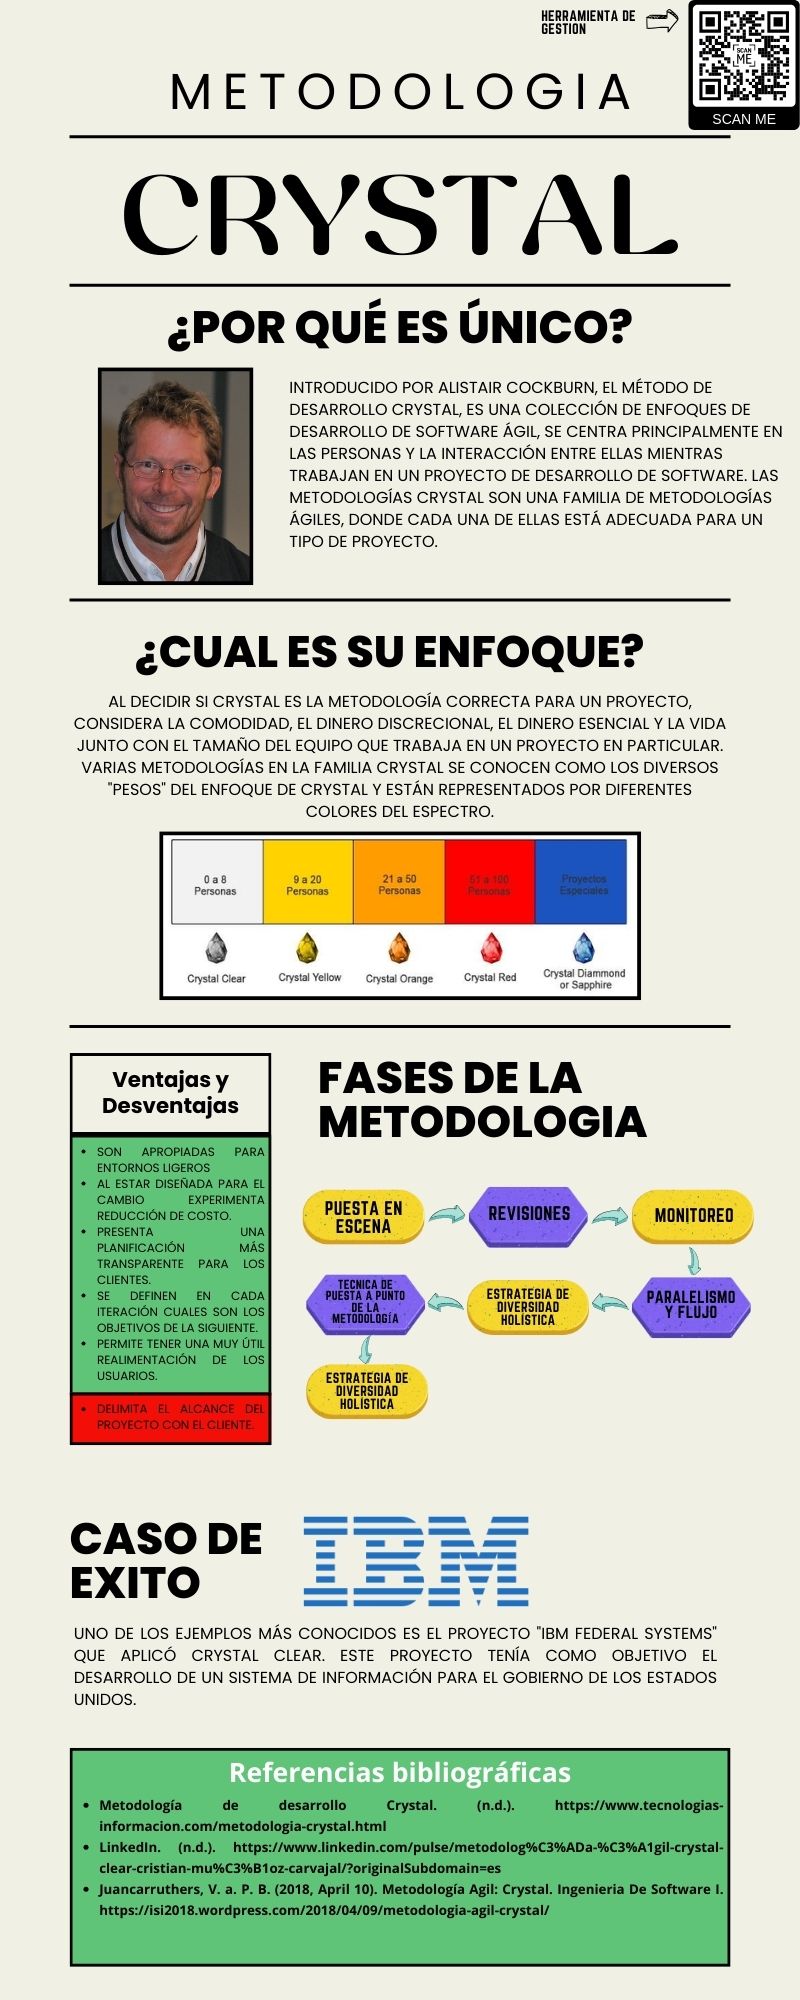 HERRAMIENTA DE
GESTION
SCAN
ME
SCAN ME
METODOLOGIA
CRYSTAL
¿POR QUÉ ES ÚNICO?
INTRODUCIDO POR ALISTAIR COCKBURN, EL MÉTODO DE
DESARROLLO CRYSTAL, ES UNA COLECCIÓN DE ENFOQUES DE
DESARROLLO DE SOFTWARE ÁGIL, SE CENTRA PRINCIPALMENTE EN
LAS PERSONAS Y LA INTERACCIÓN ENTRE ELLAS MIENTRAS
TRABAJAN EN UN PROYECTO DE DESARROLLO DE SOFTWARE. LAS
METODOLOGÍAS CRYSTAL SON UNA FAMILIA DE METODOLOGÍAS
ÁGILES, DONDE CADA UNA DE ELLAS ESTÁ ADECUADA PARA UN
TIPO DE PROYECTO.
¿CUAL ES SU ENFOQUE?
AL DECIDIR SI CRYSTAL ES LA METODOLOGÍA CORRECTA PARA UN PROYECTO,
CONSIDERA LA COMODIDAD, EL DINERO DISCRECIONAL, EL DINERO ESENCIAL Y LA VIDA
JUNTO CON EL TAMAÑO DEL EQUIPO QUE TRABAJA EN UN PROYECTO EN PARTICULAR.
VARIAS METODOLOGÍAS EN LA FAMILIA CRYSTAL SE CONOCEN COMO LOS DIVERSOS
"PESOS" DEL ENFOQUE DE CRYSTAL Y ESTÁN REPRESENTADOS POR DIFERENTES
COLORES DEL ESPECTRO.
0 a 8
Personas
9 a 20
Personas
21 a 50
Personas
51 a 100
Personas
Proyectos
Especiales
Crystal Clear
Crystal Yellow
Crystal Orange
Crystal Red
Crystal Diammond
or Sapphire
Ventajas y
Desventajas
• SON APROPIADAS PARA
ENTORNOS LIGEROS
• AL ESTAR DISEÑADA PARA EL
CAMBIO EXPERIMENTA
REDUCCIÓN DE COSTO.
• PRESENTA UNA
PLANIFICACIÓN MÁS
TRANSPARENTE PARA LOS
CLIENTES.
• SE DEFINEN EN CADA
ITERACIÓN CUALES SON LOS
OBJETIVOS DE LA SIGUIENTE.
• PERMITE TENER UNA MUY ÚTIL
REALIMENTACIÓN DE LOS
USUARIOS.
• DELIMITA EL ALCANCE DEL
PROYECTO CON EL CLIENTE.
FASES DE LA
METODOLOGIA
PUESTA EN
ESCENA
REVISIONES
MONITOREO
PARALELISMO
Y FLUJO
ESTRATEGIA DE
DIVERSIDAD
HOLÍSTICA
TECNICA DE
PUESTA A PUNTO
DE LA
METODOLOGÍA
ESTRATEGIA DE
DIVERSIDAD
HOLÍSTICA
CASO DE
EXITO
IBM
UNO DE LOS EJEMPLOS MÁS CONOCIDOS ES EL PROYECTO "IBM FEDERAL SYSTEMS"
QUE APLICÓ CRYSTAL CLEAR. ESTE PROYECTO TENÍA COMO OBJETIVO EL
DESARROLLO DE UN SISTEMA DE INFORMACIÓN PARA EL GOBIERNO DE LOS ESTADOS
UNIDOS.
Referencias bibliográficas
• Metodología de desarrollo Crystal. (n.d.). https://www.tecnologias-
informacion.com/metodologia-crystal.html
• LinkedIn. (n.d.). https://www.linkedin.com/pulse/metodolog%C3%ADa-%C3%A1gil-crystal-
clear-cristian-mu%C3%B1oz-carvajal/?originalSubdomain=es
• Juancarruthers, V. a. P. B. (2018, April 10). Metodología Agil: Crystal. Ingenieria De Software I.
https://isi2018.wordpress.com/2018/04/09/metodologia-agil-crystal/